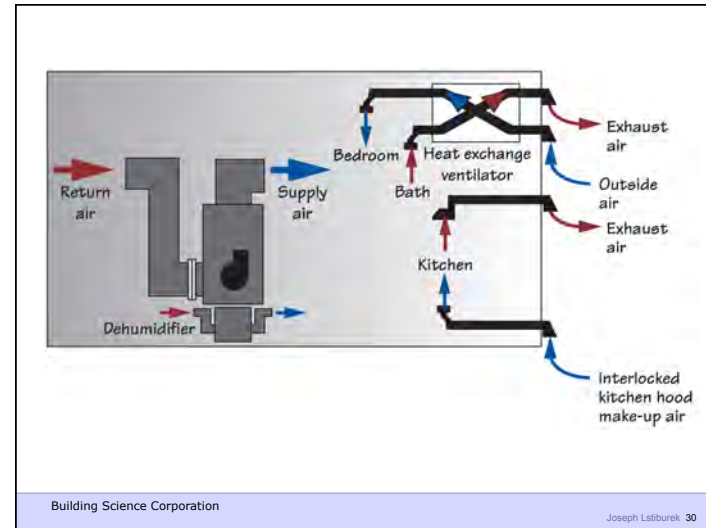 Return
air
Supply
air
Dehumidifier
Bedroom
Bath
Heat exchange
ventilator
Exhaust
air
Outside
air
Exhaust
air
Kitchen
Interlocked
kitchen hood
make-up air
Building Science Corporation
Joseph Lstiburek 30